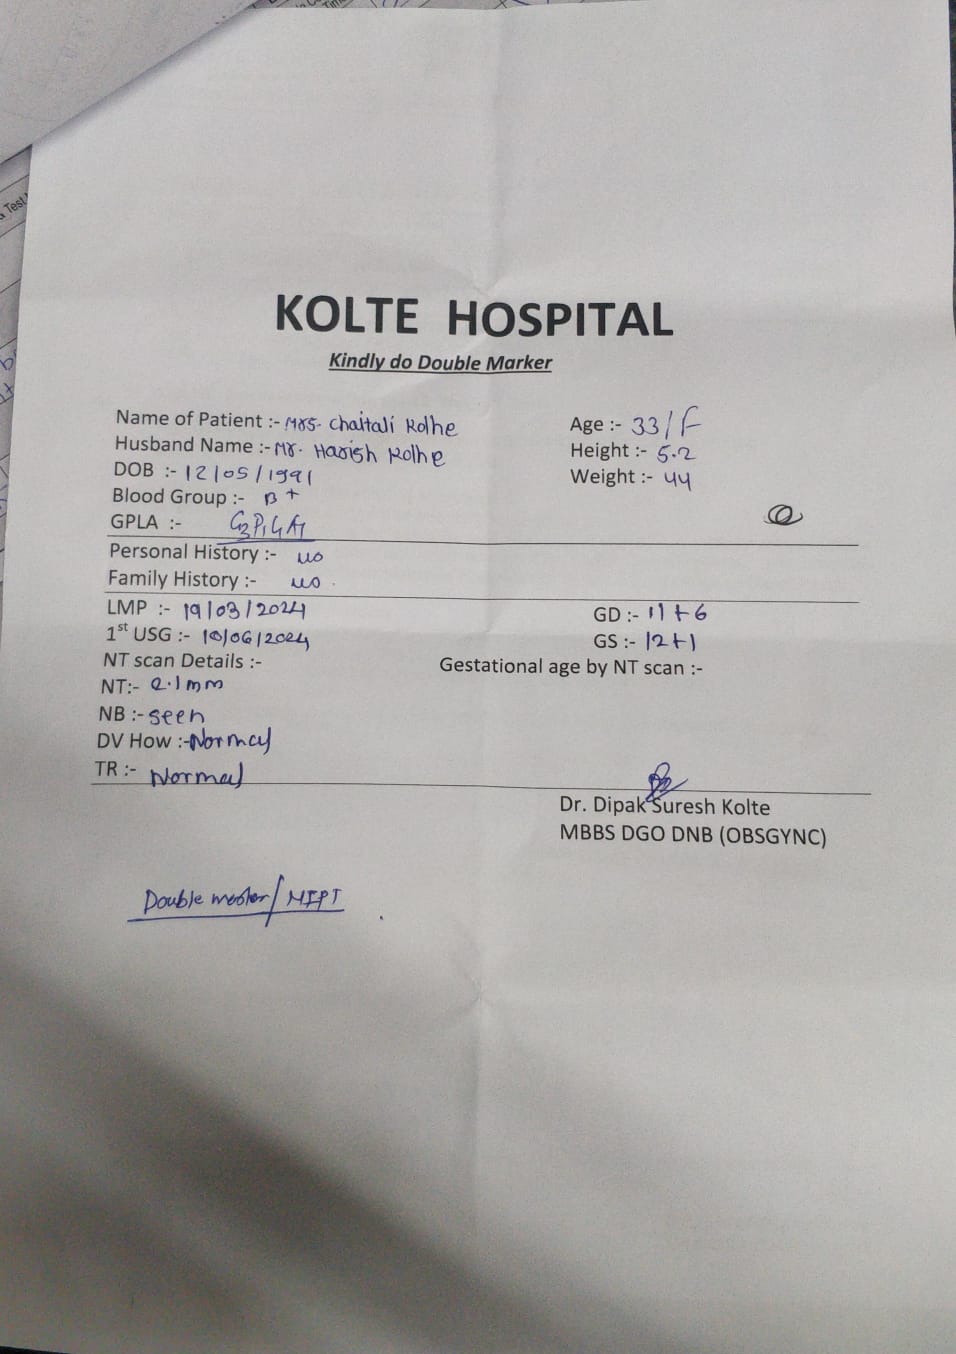 KOLTE HOSPITAL
Kindly do Double Marker
Name of Patient :- Mrs. Chaitali Kolhe
Age :- 33/F
Husband Name :- Mr. Harish Kolhe
Height :- 5.2
DOB :- 12/05/1991
Weight :- 44
Blood Group :- B+
GPLA :- G3P1L1A1
Personal History :- NO
Family History :- NO
LMP :- 19/03/2024
GD :- 11+6
1st USG :- 10/06/2024
GS :- 12+1
NT scan Details :-
Gestational age by NT scan :-
NT:- 2.1mm
NB :- seen
DV How :- Normal
TR :- Normal
Dr. Dipak Suresh Kolte
MBBS DGO DNB (OBSGYNC)
Double marker/NIPT